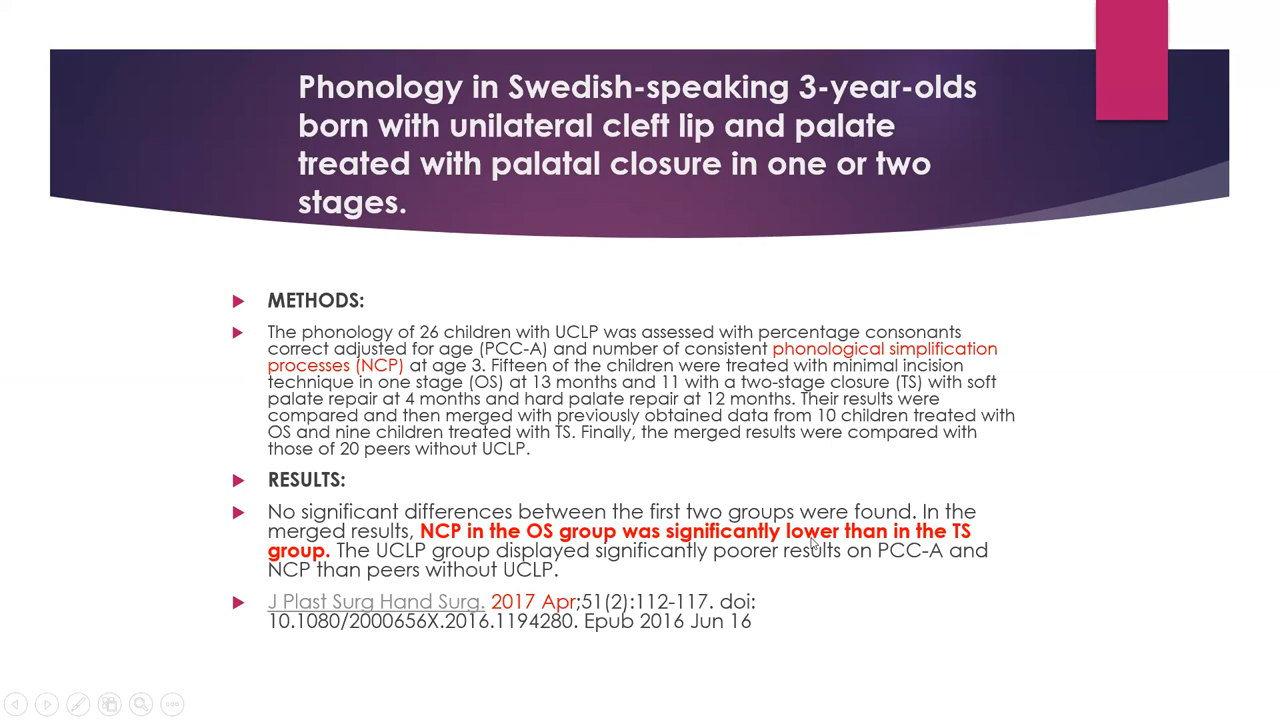 Phonology in Swedish-speaking 3-year-olds
born with unilateral cleft lip and palate
treated with palatal closure in one or two
stages.
METHODS:
The phonology of 26 children with UCLP was assessed with percentage consonants
correct adjusted for age (PCC-A) and number of consistent phonological simplification
processes (NCP) at age 3. Fifteen of the children were treated with minimal incision
technique in one stage (OS) at 13 months and 11 with a two-stage closure (TS) with soft
palate repair at 4 months and hard palate repair at 12 months. Their results were
compared and then merged with previously obtained data from 10 children treated with
OS and nine children treated with TS. Finally, the merged results were compared with
those of 20 peers without UCLP.
RESULTS:
No significant differences between the first two groups were found. In the
merged results, NCP in the OS group was significantly lower than in the TS
group. The UCLP group displayed significantly poorer results on PCC-A and
NCP than peers without UCLP.
J Plast Surg Hand Surg. 2017 Apr;51(2):112-117. doi:
10.1080/2000656X.2016.1194280. Epub 2016 Jun 16